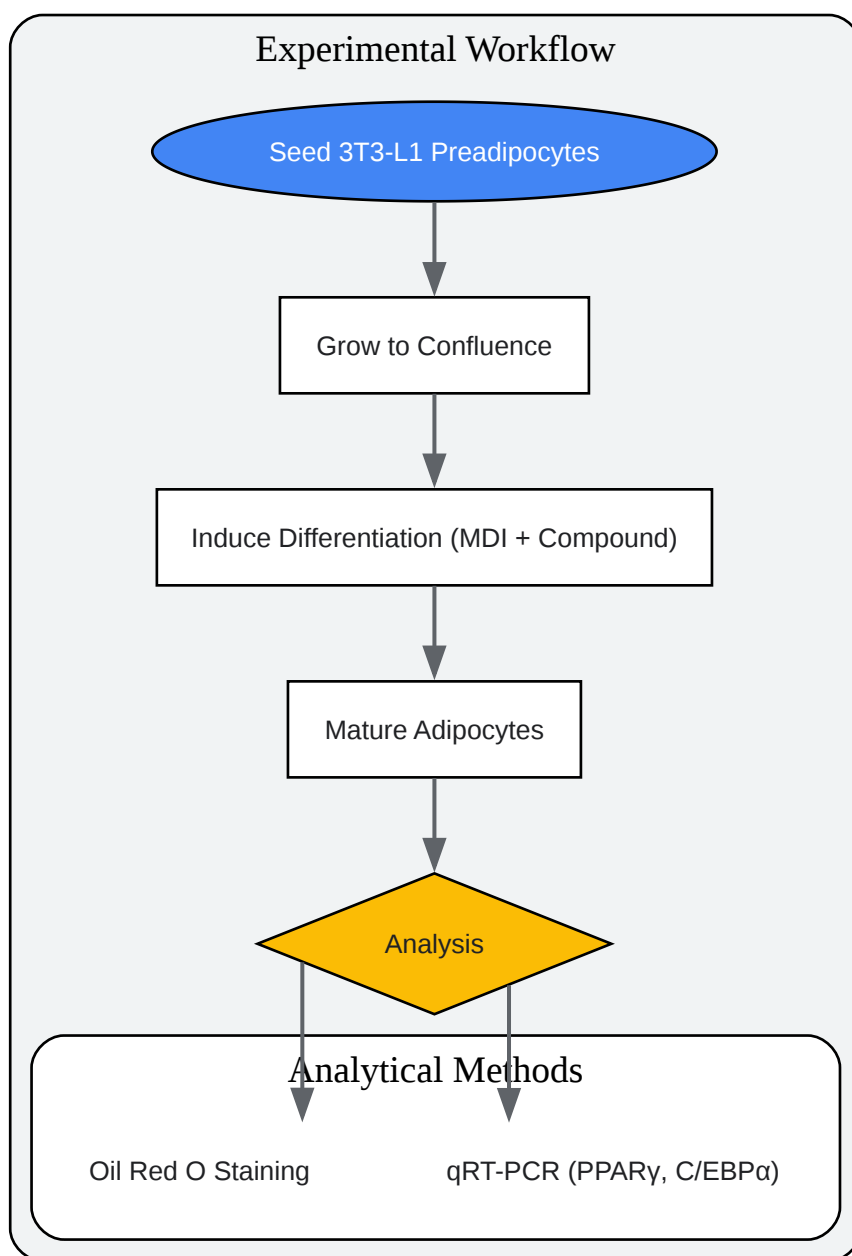 Experimental Workflow
Seed 3T3-L1 Preadipocytes
Grow to Confluence
Induce Differentiation (MDI + Compound)
Mature Adipocytes
Analysis
Analytical Methods
Oil Red O Staining
qRT-PCR (PPARγ, C/EBPα)